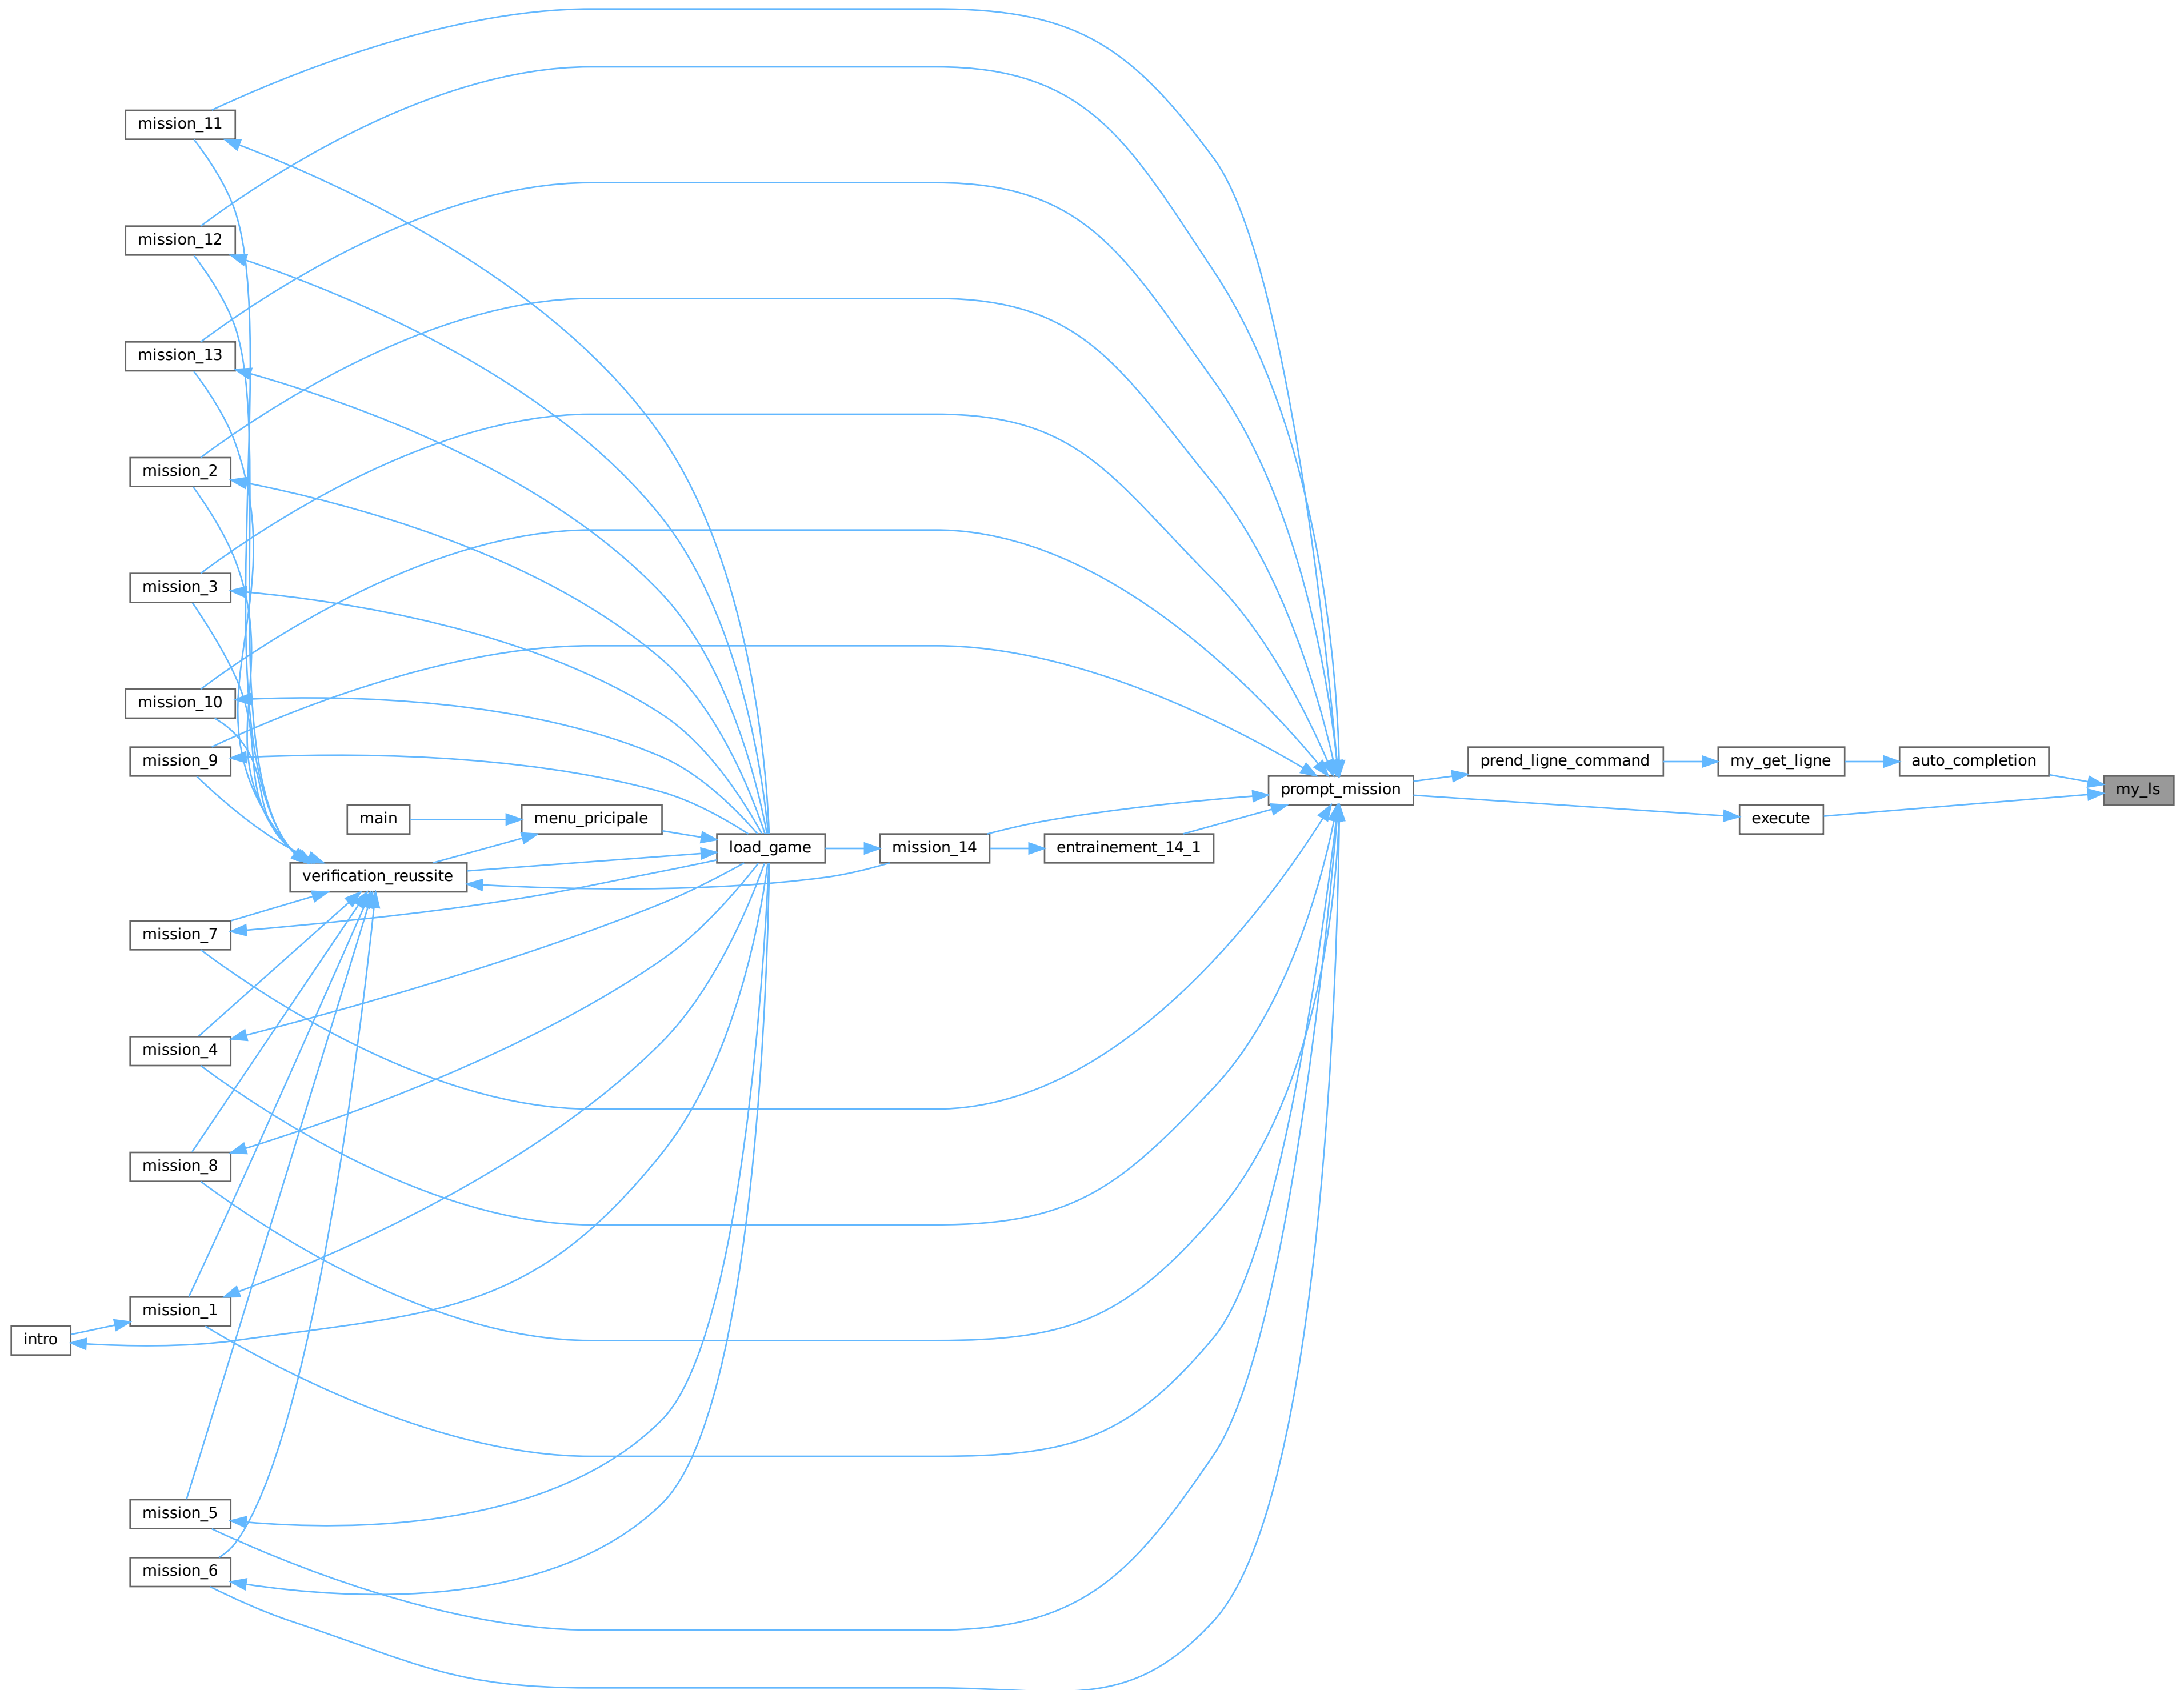 mission_11
mission_12
mission_13
mission_2
mission_3
mission_10
mission_9
prend_ligne_command
my_get_ligne
auto_completion
prompt_mission
my_ls
main
menu_pricipale
execute
load_game
mission_14
entrainement_14_1
verification_reussite
mission_7
mission_4
mission_8
mission_1
intro
mission_5
mission_6